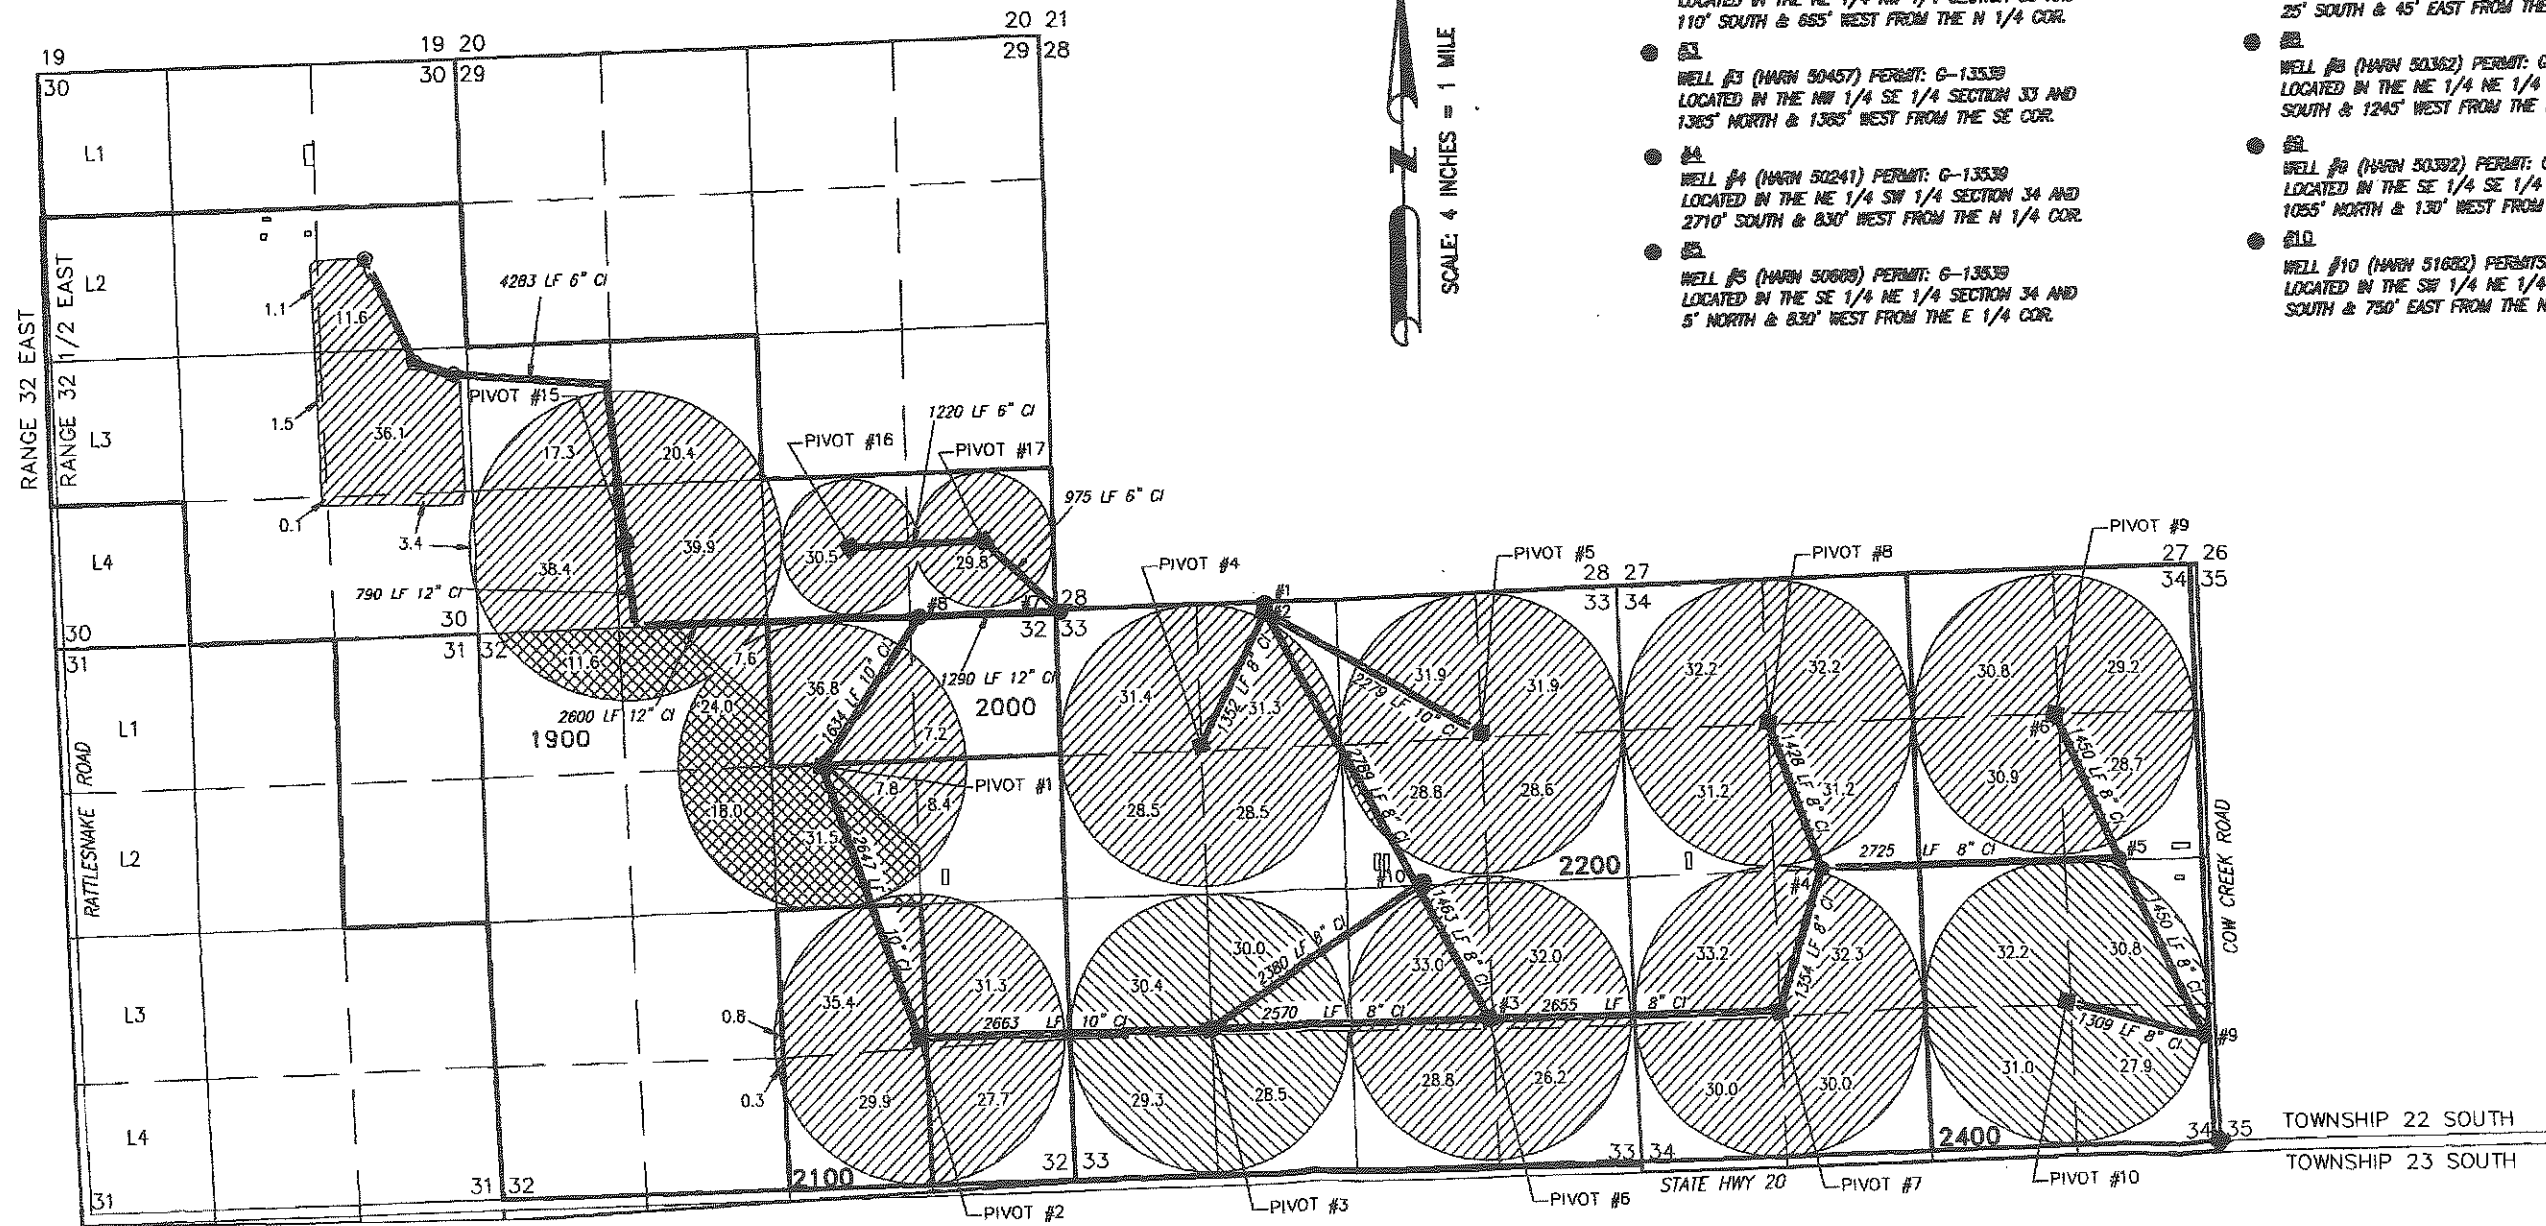 110' SOUTH & 685' WEST FROM THE N 1/4 COR.
#3
WELL #3 (HARN 50457) PERMIT: G-13539
LOCATED IN THE NW 1/4 SE 1/4 SECTION 33 AND
1365' NORTH & 1385' WEST FROM THE SE COR.
#4
WELL #4 (HARN 50241) PERMIT: G-13539
LOCATED IN THE NE 1/4 SW 1/4 SECTION 34 AND
2710' SOUTH & 830' WEST FROM THE N 1/4 COR.
#5
WELL #5 (HARN 50608) PERMIT: G-13539
LOCATED IN THE SE 1/4 NE 1/4 SECTION 34 AND
5' NORTH & 830' WEST FROM THE E 1/4 COR.
25' SOUTH & 45' EAST FROM THE
#8
WELL #8 (HARN 50362) PERMIT: G
LOCATED IN THE NE 1/4 NE 1/4
SOUTH & 1245' WEST FROM THE
#9
WELL #9 (HARN 50392) PERMIT:
LOCATED IN THE SE 1/4 SE 1/4
1055' NORTH & 130' WEST FROM
#10
WELL #10 (HARN 51682) PERMITS
LOCATED IN THE SW 1/4 NE 1/4
SOUTH & 750' EAST FROM THE N
N
SCALE: 4 INCHES = 1 MILE
19
30
19 20
30 29
20 21
29 28
L1
L2
L3
L4
RANGE 32 EAST
RANGE 32 1/2 EAST
1.1
11.6
1.5
36.1
0.1
3.4
4283 LF 6" CI
PIVOT #15
17.3
20.4
38.4
39.9
790 LF 12" CI
PIVOT #16
1220 LF 6" CI
PIVOT #17
975 LF 6" CI
30.5
29.8
30
31
30
31 32
#8
#7
28
32 33
11.6
7.6
24.0
36.8
1634 LF 10" CI
1290 LF 12" CI
2000
7.2
2600 LF 12" CI
1900
PIVOT #1
7.8
8.4
18.0
31.5
2647 LF 10" CI
RATTLESNAKE ROAD
L1
L2
L3
L4
PIVOT #4
#1
#2
PIVOT #5
28 27
33 34
PIVOT #8
PIVOT #9
27 26
34 35
31.4
31.3
1352 LF 8" CI
2279 LF 10" CI
31.9
31.9
28.5
28.5
2789 LF 8" CI
28.8
28.6
32.2
32.2
31.2
31.2
1428 LF 8" CI
30.8
29.2
#6
1450 LF 8" CI
30.9
28.7
2200
#10
#4
2725 LF 8" CI
#5
COW CREEK ROAD
0.8
0.3
35.4
31.3
29.9
27.7
2663 LF 10" CI
30.4
30.0
2380 LF 8" CI
2570 LF 8" CI
29.3
28.5
33.0
32.0
1463 LF 8" CI
#3
2655 LF 8" CI
28.8
26.2
33.2
32.3
1354 LF 8" CI
30.0
30.0
32.2
30.8
1450 LF 8" CI
1309 LF 8" CI
#9
31.0
27.9
31
31 32
2100
32 33
33 34
2400
34 35
STATE HWY 20
PIVOT #2
PIVOT #3
PIVOT #6
PIVOT #7
PIVOT #10
TOWNSHIP 22 SOUTH
TOWNSHIP 23 SOUTH